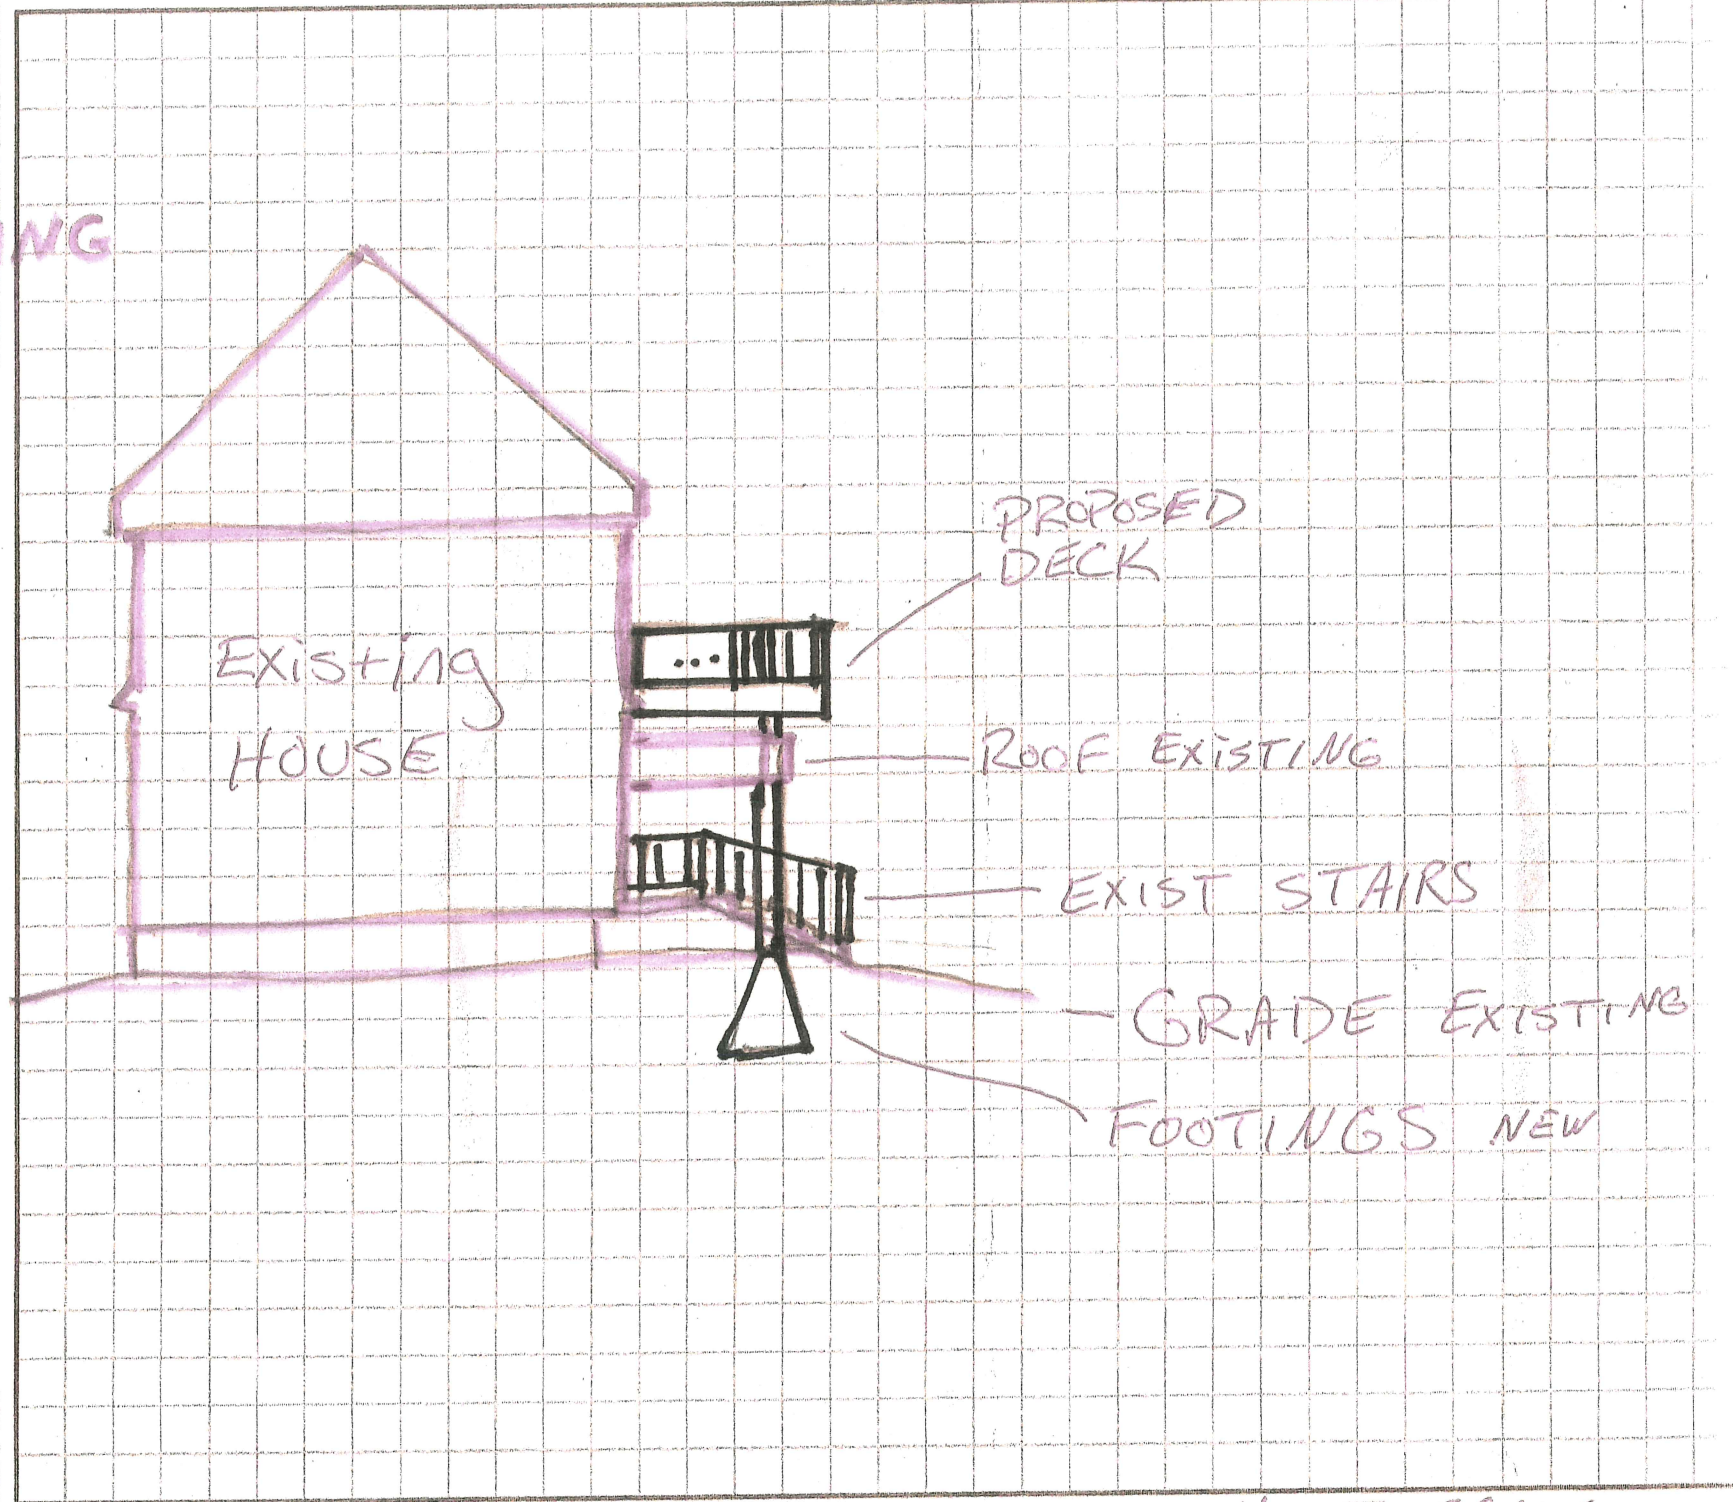 NG
PROPOSED
DECK
Existing
HOUSE
ROOF EXISTING
EXIST STAIRS
GRADE EXISTING
FOOTINGS NEW